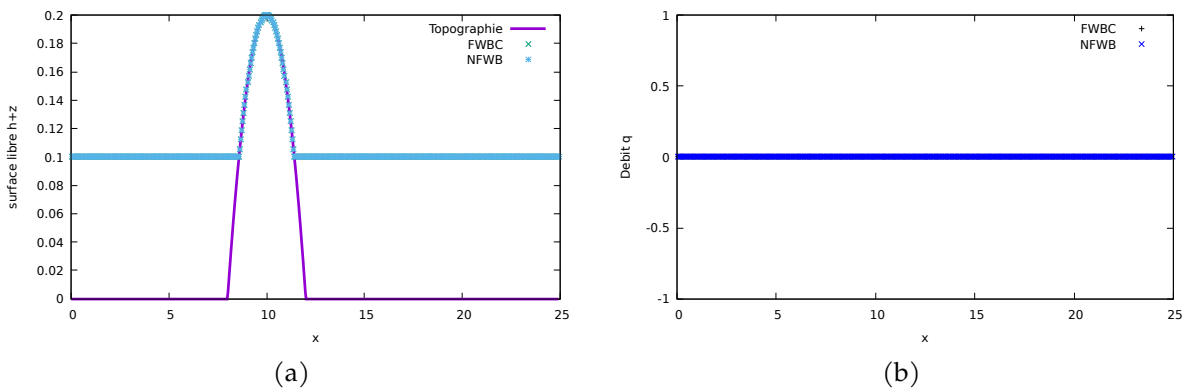 surface libre h+z
0.2
0.18
0.16
0.14
0.12
0.1
0.08
0.06
0.04
0.02
0
0 5 10 15 20 25
x
Topographie
FWBC
NFWB
(a)
Debit q
1
0.5
0
-0.5
-1
0 5 10 15 20 25
x
FWBC
NFWB
(b)